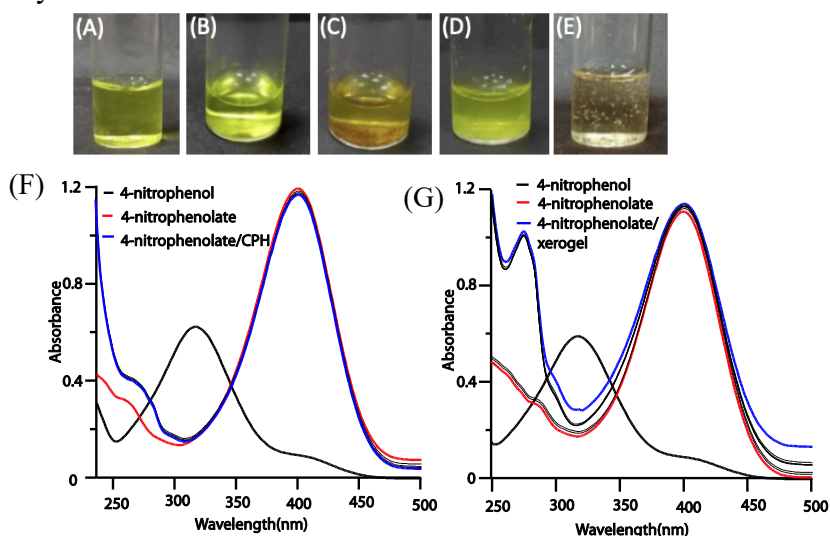 (A) (B) (C) (D) (E)
(F)
1.2
0.8
0.4
0
Absorbance
4-nitrophenol
4-nitrophenolate
4-nitrophenolate/CPH
250 300 350 400 450 500
Wavelength(nm)
(G)
1.2
0.8
0.4
0
Absorbance
4-nitrophenol
4-nitrophenolate
4-nitrophenolate/
xerogel
250 300 350 400 450 500
Wavelength(nm)